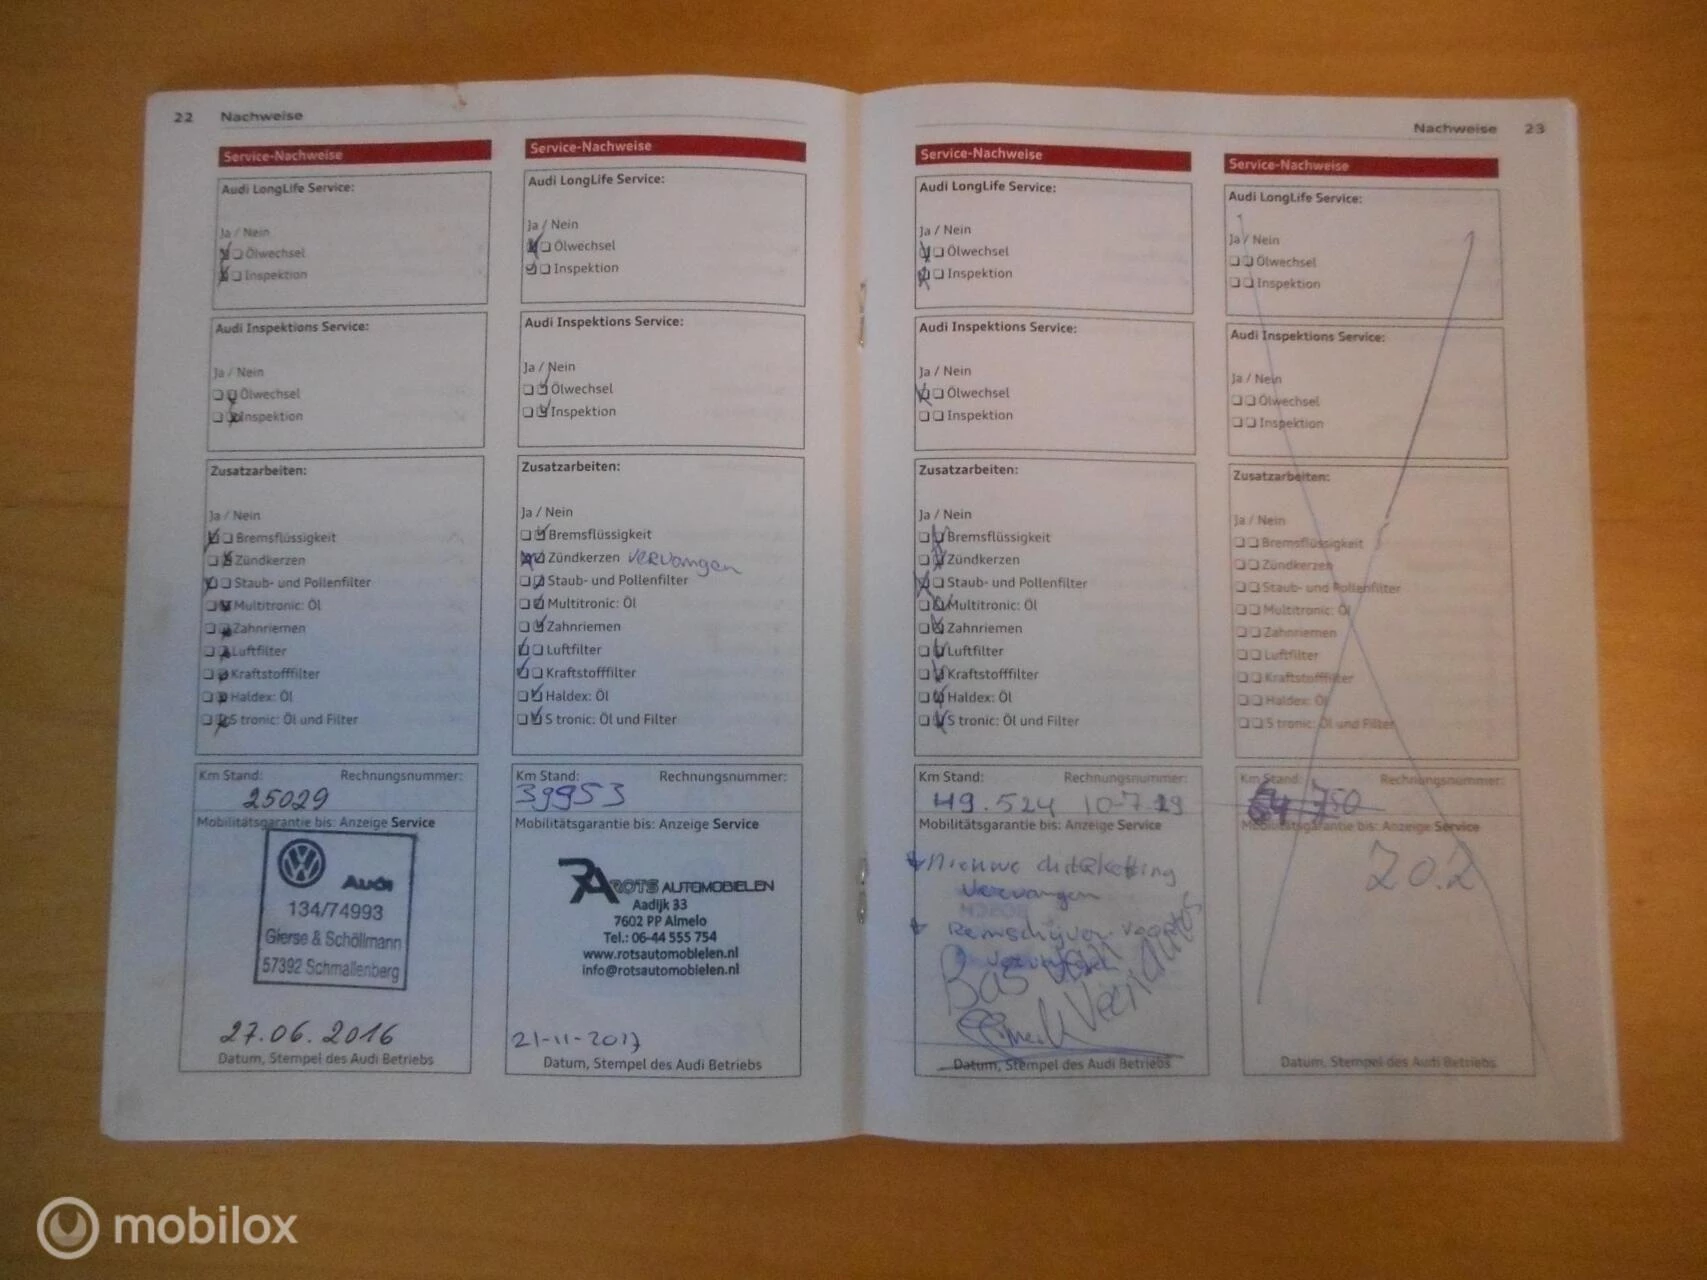 22 Nachweise
Service-Nachweise
Audi LongLife Service:
Ja / Nein
Ölwechsel
Inspektion
Audi Inspektions Service:
Ja / Nein
Ölwechsel
Inspektion
Zusatzarbeiten:
Ja / Nein
Bremsflüssigkeit
Zündkerzen
Staub- und Pollenfilter
Multitronic: Öl
Zahnriemen
Luftfilter
Kraftstofffilter
Haldex: Öl
S tronic: Öl und Filter
Km Stand: Rechnungsnummer:
25029
Mobilitätsgarantie bis: Anzeige Service
Audi
134/74993
Gierse & Schöllmann
57392 Schmallenberg
27.06.2016
Datum, Stempel des Audi Betriebs
Service-Nachweise
Audi LongLife Service:
Ja / Nein
Ölwechsel
Inspektion
Audi Inspektions Service:
Ja / Nein
Ölwechsel
Inspektion
Zusatzarbeiten:
Ja / Nein
Bremsflüssigkeit
Zündkerzen vervangen
Staub- und Pollenfilter
Multitronic: Öl
Zahnriemen
Luftfilter
Kraftstofffilter
Haldex: Öl
S tronic: Öl und Filter
Km Stand: Rechnungsnummer:
39953
Mobilitätsgarantie bis: Anzeige Service
RA ROTS AUTOMOBIELEN
Aadijk 33
7602 PP Almelo
Tel.: 06-44 555 754
www.rotsautomobielen.nl
info@rotsautomobielen.nl
21-11-2017
Datum, Stempel des Audi Betriebs
Nachweise 23
Service-Nachweise
Audi LongLife Service:
Ja / Nein
Ölwechsel
Inspektion
Audi Inspektions Service:
Ja / Nein
Ölwechsel
Inspektion
Zusatzarbeiten:
Ja / Nein
Bremsflüssigkeit
Zündkerzen
Staub- und Pollenfilter
Multitronic: Öl
Zahnriemen
Luftfilter
Kraftstofffilter
Haldex: Öl
S tronic: Öl und Filter
Km Stand: Rechnungsnummer:
49.524 10-7-19
Mobilitätsgarantie bis: Anzeige Service
Nieuwe
vervangen
Remschijven
Bas
Datum, Stempel des Audi Betriebs
Service-Nachweise
Audi LongLife Service:
Ja / Nein
Ölwechsel
Inspektion
Audi Inspektions Service:
Ja / Nein
Ölwechsel
Inspektion
Zusatzarbeiten:
Ja / Nein
Bremsflüssigkeit
Zündkerzen
Staub- und Pollenfilter
Multitronic: Öl
Zahnriemen
Luftfilter
Kraftstofffilter
Haldex: Öl
S tronic: Öl und Filter
Km Stand: Rechnungsnummer:
750
Mobilitätsgarantie bis: Anzeige Service
20.2
Datum, Stempel des Audi Betriebs
mobilox